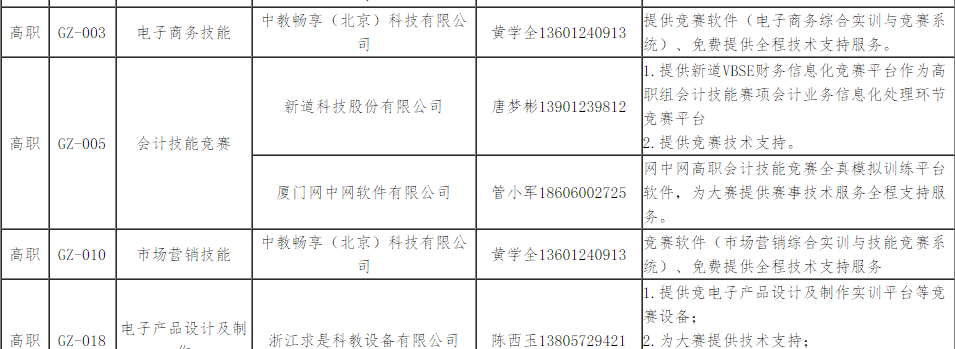 高职 GZ-003 电子商务技能 中教畅享（北京）科技有限公 黄学全13601240913 提供竞赛软件（电子商务综合实训与竞赛系
司 统）、免费提供全程技术支持服务。
高职 GZ-005 会计技能竞赛
新道科技股份有限公司 唐梦彬13901239812
1.提供新道VBSE财务信息化竞赛平台作为高
职组会计技能赛项会计业务信息化处理环节
竞赛平台
2.提供竞赛技术支持。
厦门网中网软件有限公司 管小军18606002725
网中网高职会计技能竞赛全真模拟训练平台
软件，为大赛提供赛事技术服务全程支持服
务。
高职 GZ-010 市场营销技能 中教畅享（北京）科技有限公 黄学全13601240913 竞赛软件（市场营销综合实训与技能竞赛系
司 统）、免费提供全程技术支持服务
高职 GZ-018 电子产品设计及制
浙江求是科教设备有限公司 陈西玉13805729421
1.提供竞电子产品设计及制作实训平台等竞
赛设备；
2.为大赛提供技术支持；